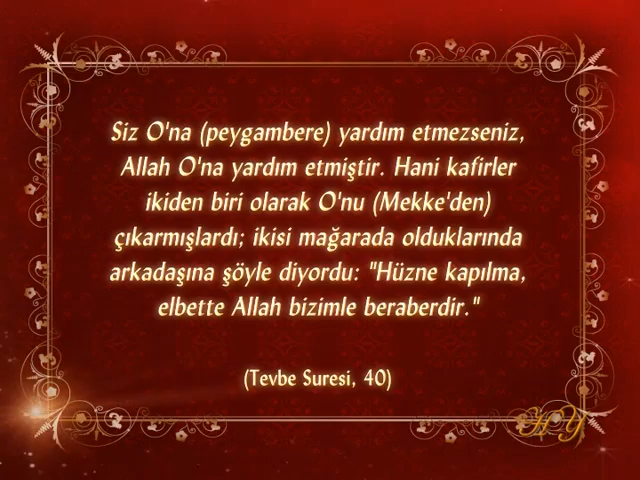 Siz O'na (peygambere) yardım etmezseniz,
Allah O'na yardım etmiştir. Hani kafirler
ikiden biri olarak O'nu (Mekke'den)
çıkarmışlardı; ikisi mağarada olduklarında
arkadaşına şöyle diyordu: "Hüzne kapılma,
elbette Allah bizimle beraberdir."
(Tevbe Suresi, 40)
HY